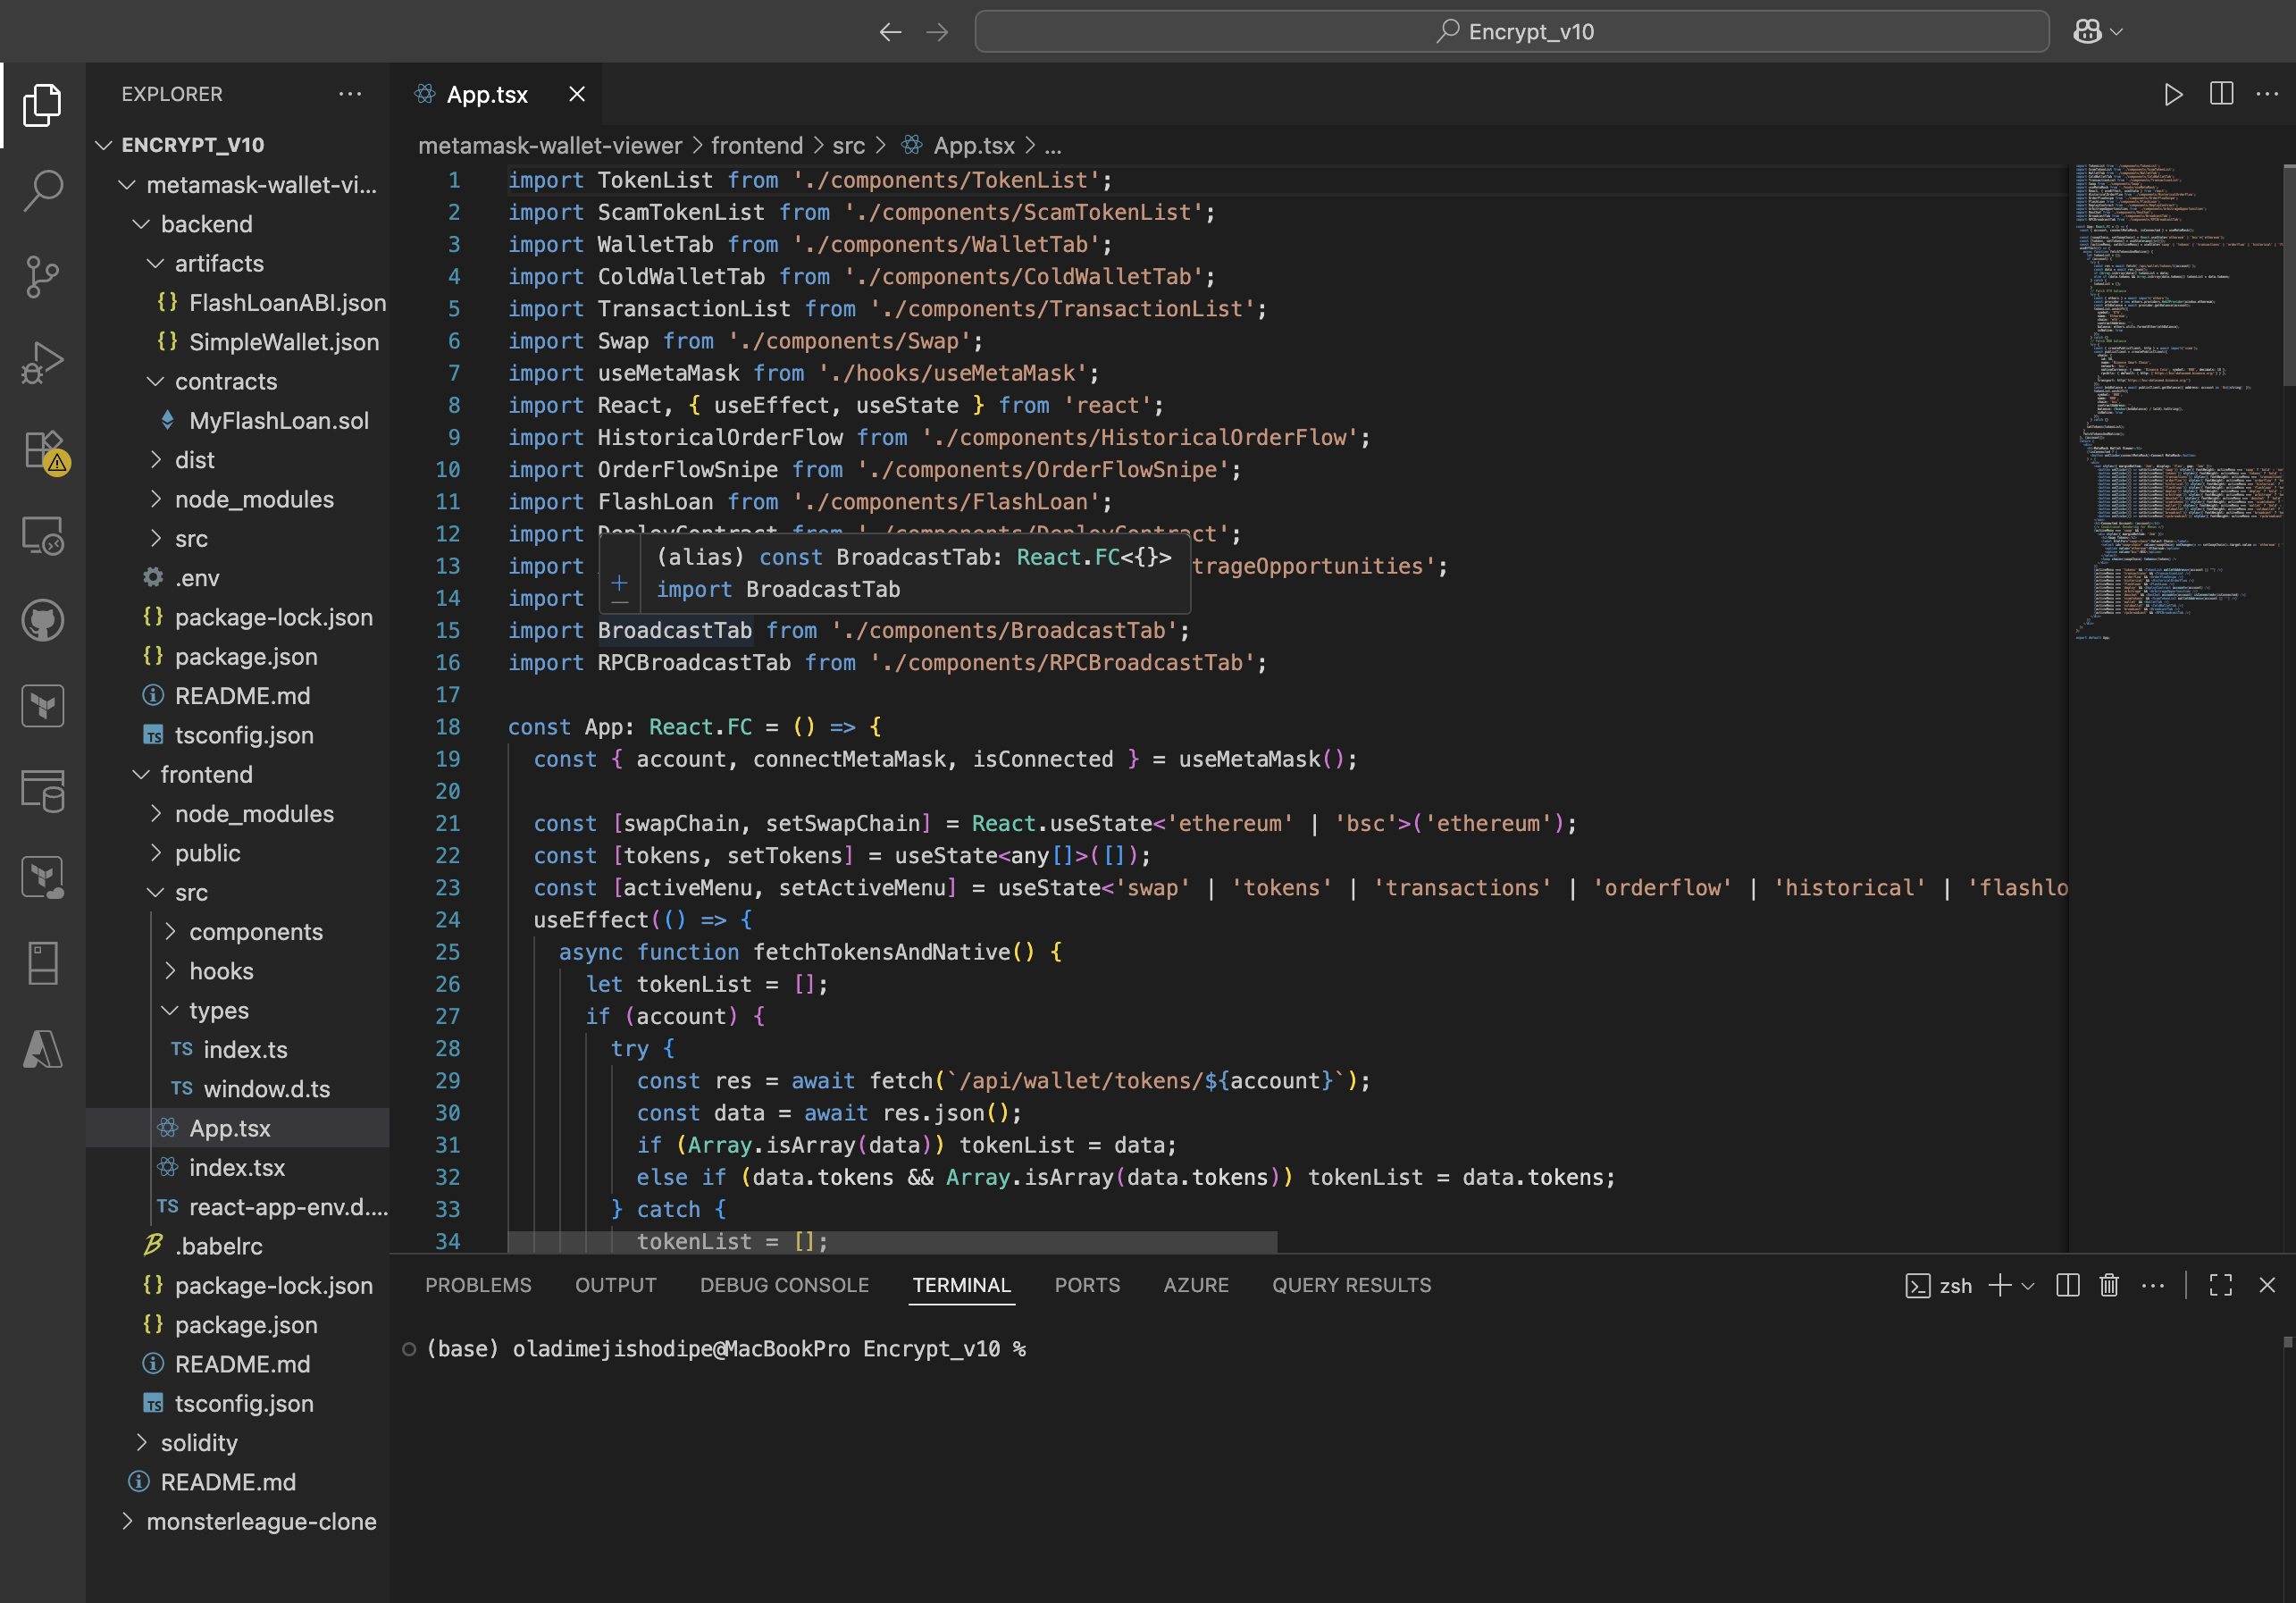 Encrypt_v10
EXPLORER
ENCRYPT_V10
metamask-wallet-vi...
backend
artifacts
{} FlashLoanABI.json
{} SimpleWallet.json
contracts
MyFlashLoan.sol
dist
node_modules
src
.env
{} package-lock.json
{} package.json
README.md
TS tsconfig.json
frontend
node_modules
public
src
components
hooks
types
TS index.ts
TS window.d.ts
App.tsx
index.tsx
TS react-app-env.d....
.babelrc
{} package-lock.json
{} package.json
README.md
TS tsconfig.json
solidity
README.md
monsterleague-clone
App.tsx
metamask-wallet-viewer > frontend > src > App.tsx > ...
1 import TokenList from './components/TokenList';
2 import ScamTokenList from './components/ScamTokenList';
3 import WalletTab from './components/WalletTab';
4 import ColdWalletTab from './components/ColdWalletTab';
5 import TransactionList from './components/TransactionList';
6 import Swap from './components/Swap';
7 import useMetaMask from './hooks/useMetaMask';
8 import React, { useEffect, useState } from 'react';
9 import HistoricalOrderFlow from './components/HistoricalOrderFlow';
10 import OrderFlowSnipe from './components/OrderFlowSnipe';
11 import FlashLoan from './components/FlashLoan';
12 import DeployContract from './components/DeployContract';
13 import trageOpportunities';
14 import
(alias) const BroadcastTab: React.FC<{}>
import BroadcastTab
15 import BroadcastTab from './components/BroadcastTab';
16 import RPCBroadcastTab from './components/RPCBroadcastTab';
17
18 const App: React.FC = () => {
19 const { account, connectMetaMask, isConnected } = useMetaMask();
20
21 const [swapChain, setSwapChain] = React.useState<'ethereum' | 'bsc'>('ethereum');
22 const [tokens, setTokens] = useState<any[]>([]);
23 const [activeMenu, setActiveMenu] = useState<'swap' | 'tokens' | 'transactions' | 'orderflow' | 'historical' | 'flashlo
24 useEffect(() => {
25 async function fetchTokensAndNative() {
26 let tokenList = [];
27 if (account) {
28 try {
29 const res = await fetch(`/api/wallet/tokens/${account}`);
30 const data = await res.json();
31 if (Array.isArray(data)) tokenList = data;
32 else if (data.tokens && Array.isArray(data.tokens)) tokenList = data.tokens;
33 } catch {
34 tokenList = [];
PROBLEMS OUTPUT DEBUG CONSOLE TERMINAL PORTS AZURE QUERY RESULTS
zsh
(base) oladimejishodipe@MacBookPro Encrypt_v10 %